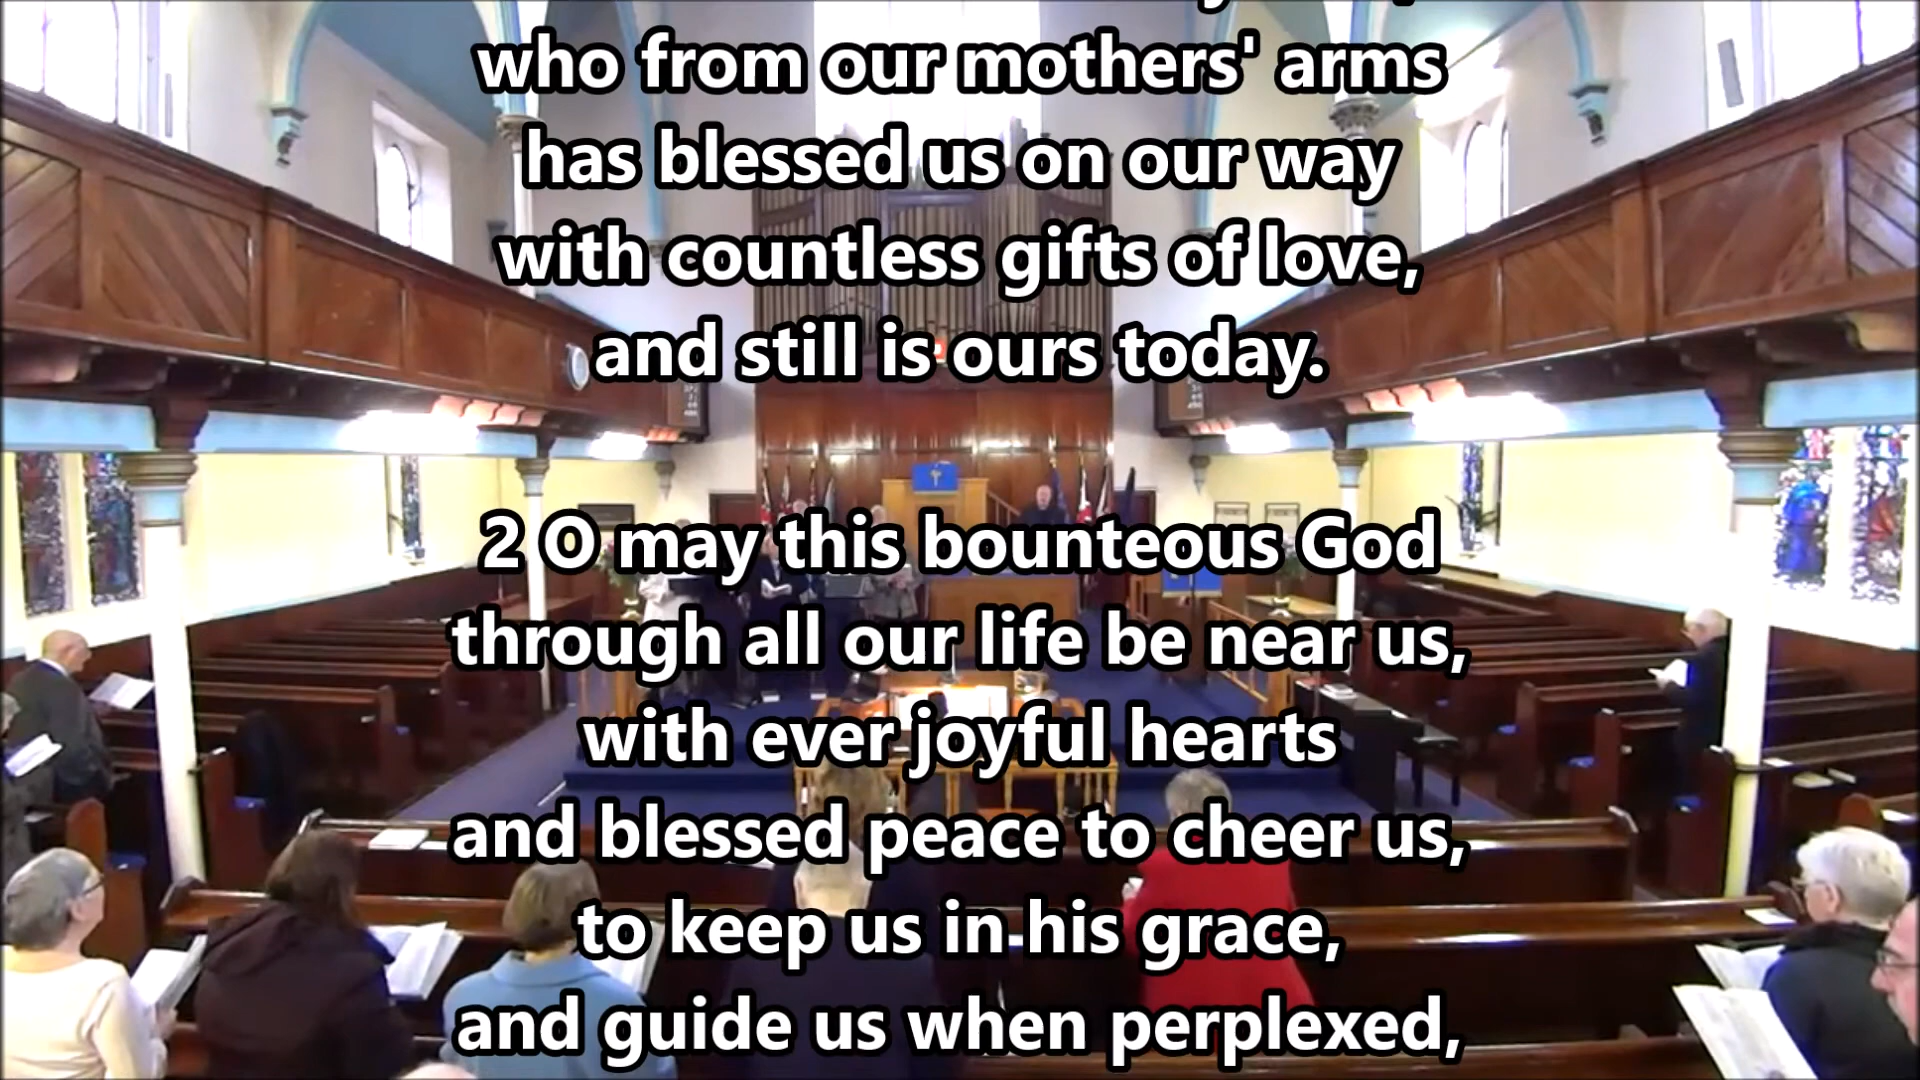 who from our mothers' arms
has blessed us on our way
with countless gifts of love,
and still is ours today.
2 O may this bounteous God
through all our life be near us,
with ever joyful hearts
and blessed peace to cheer us,
to keep us in his grace,
and guide us when perplexed,